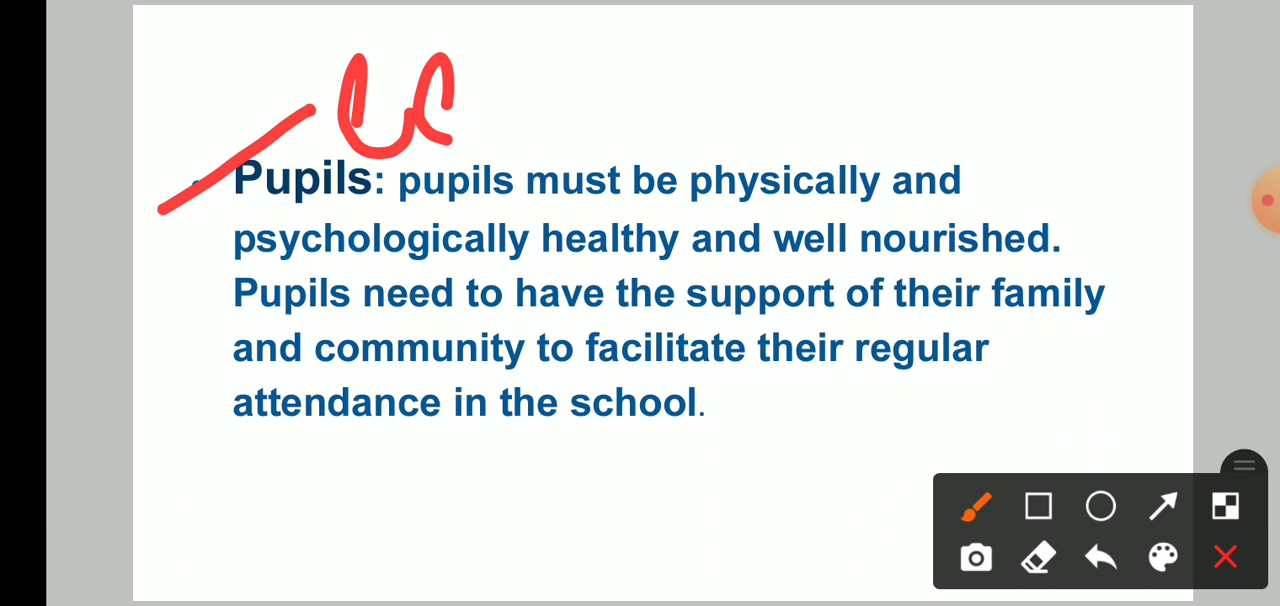 Pupils: pupils must be physically and
psychologically healthy and well nourished.
Pupils need to have the support of their family
and community to facilitate their regular
attendance in the school.